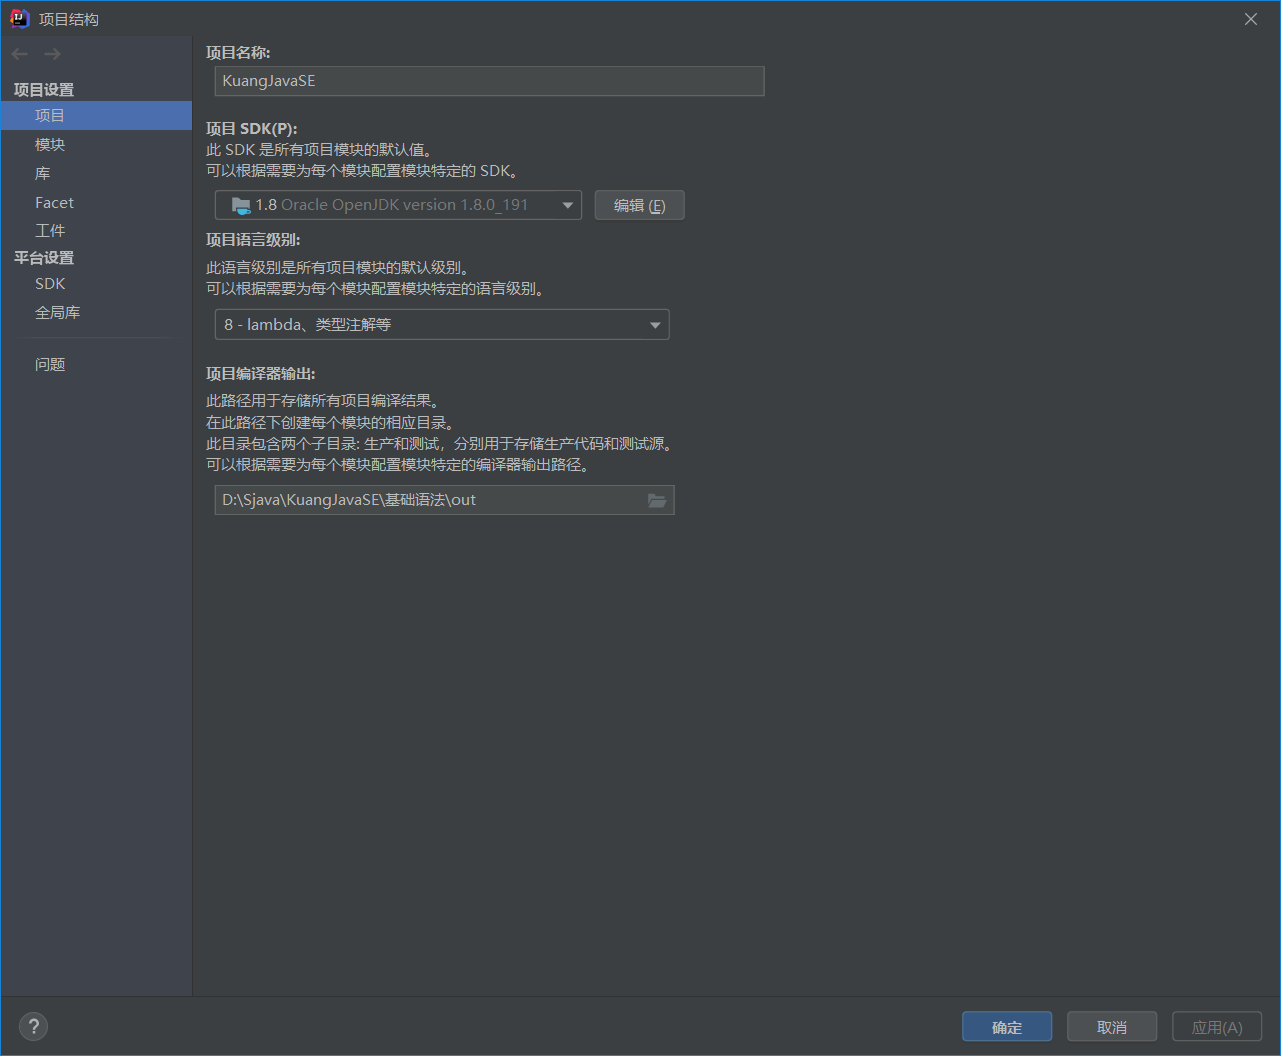 项目结构
项目设置
项目
模块
库
Facet
工件
平台设置
SDK
全局库
问题
项目名称:
KuangJavaSE
项目 SDK(P):
此 SDK 是所有项目模块的默认值。
可以根据需要为每个模块配置模块特定的 SDK。
1.8 Oracle OpenJDK version 1.8.0_191
编辑 (E)
项目语言级别:
此语言级别是所有项目模块的默认级别。
可以根据需要为每个模块配置模块特定的语言级别。
8 - lambda、类型注解等
项目编译器输出:
此路径用于存储所有项目编译结果。
在此路径下创建每个模块的相应目录。
此目录包含两个子目录: 生产和测试，分别用于存储生产代码和测试源。
可以根据需要为每个模块配置模块特定的编译器输出路径。
D:\Sjava\KuangJavaSE\基础语法\out
?
确定
取消
应用(A)